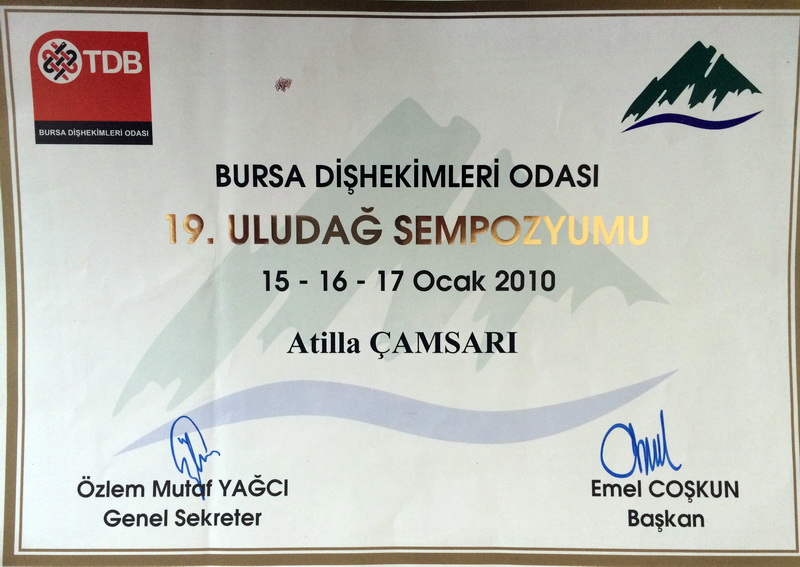 TDB
BURSA DİŞHEKİMLERİ ODASI
BURSA DİŞHEKİMLERİ ODASI
19. ULUDAĞ SEMPOZYUMU
15 - 16 - 17 Ocak 2010
Atilla ÇAMSARI
Özlem Mutaf YAĞCI
Genel Sekreter
Emel COŞKUN
Başkan